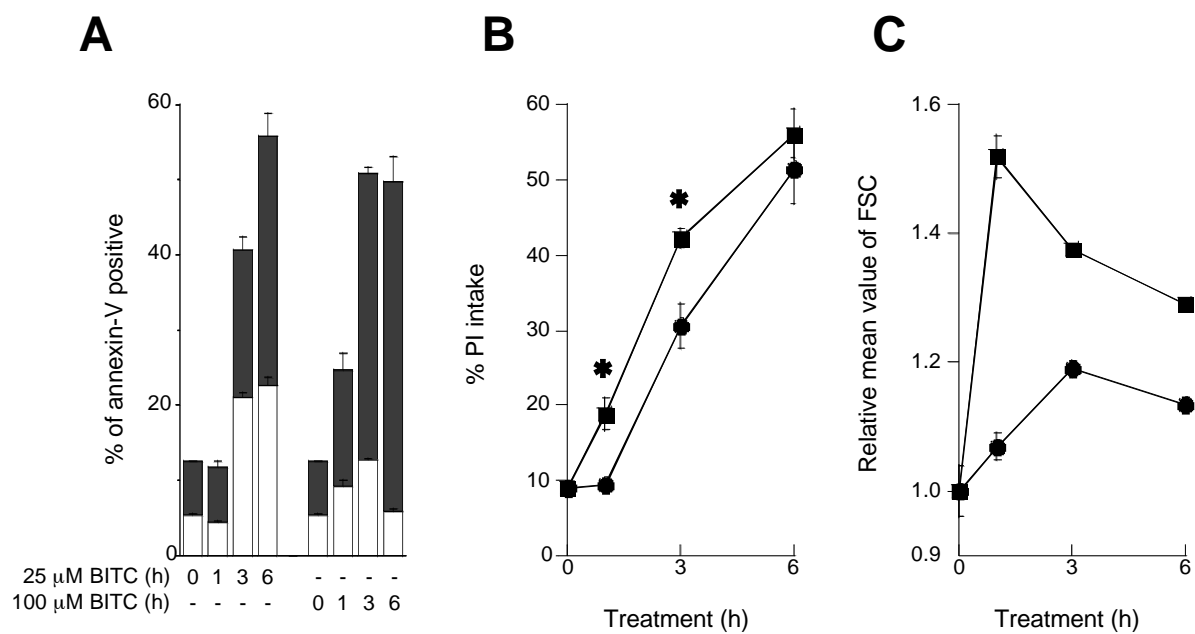 A
B
C
% of annexin-V positive
60
40
20
0
25 μM BITC (h) 0 1 3 6 - - - -
100 μM BITC (h) - - - - 0 1 3 6
% PI intake
60
50
40
30
20
10
0
✱
✱
0 3 6
Treatment (h)
Relative mean value of FSC
1.6
1.4
1.2
1.0
0.9
0 3 6
Treatment (h)